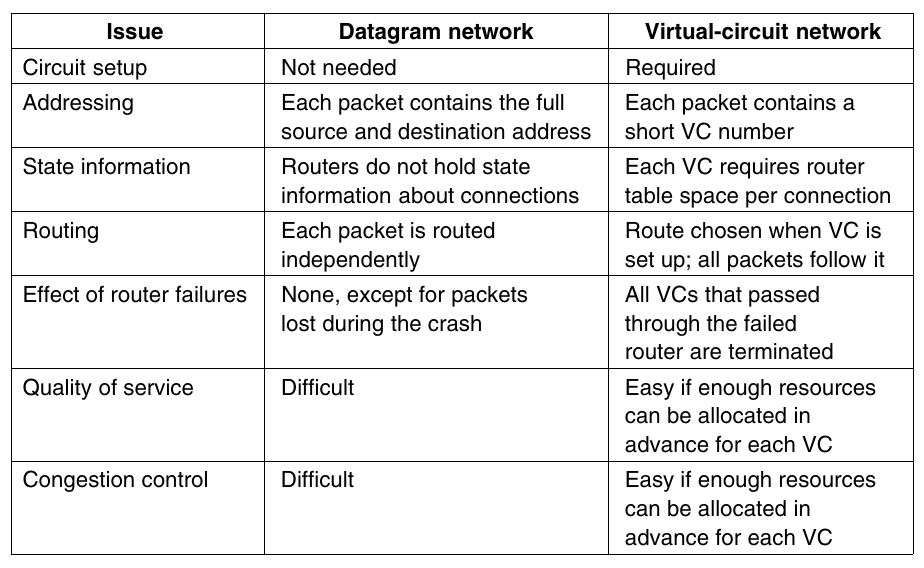 Issue Datagram network Virtual-circuit network
Circuit setup Not needed Required
Addressing Each packet contains the full Each packet contains a
source and destination address short VC number
State information Routers do not hold state Each VC requires router
information about connections table space per connection
Routing Each packet is routed Route chosen when VC is
independently set up; all packets follow it
Effect of router failures None, except for packets All VCs that passed
lost during the crash through the failed
router are terminated
Quality of service Difficult Easy if enough resources
can be allocated in
advance for each VC
Congestion control Difficult Easy if enough resources
can be allocated in
advance for each VC